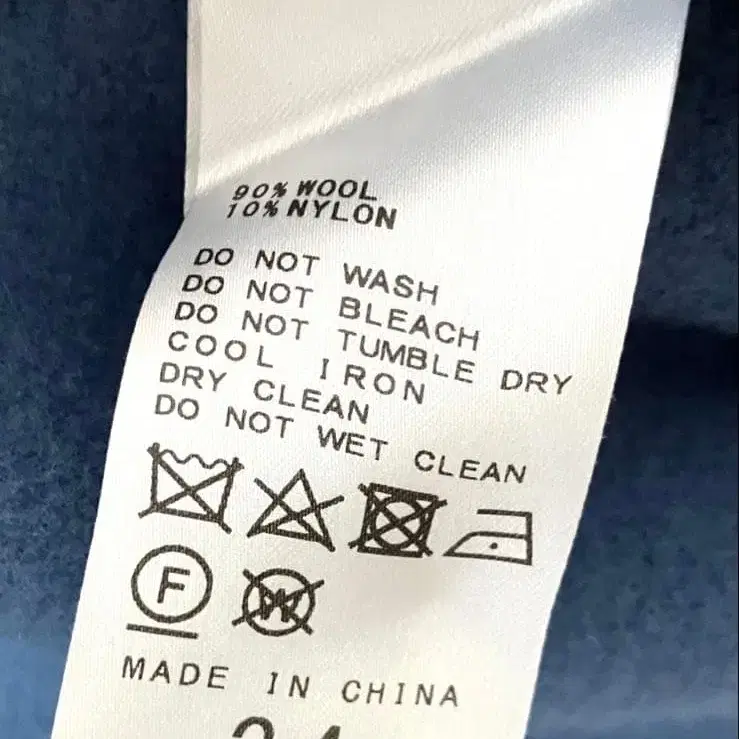 90% WOOL
10% NYLON
DO NOT WASH
DO NOT BLEACH
DO NOT TUMBLE DRY
COOL IRON
DRY CLEAN
DO NOT WET CLEAN
F
W
MADE IN CHINA